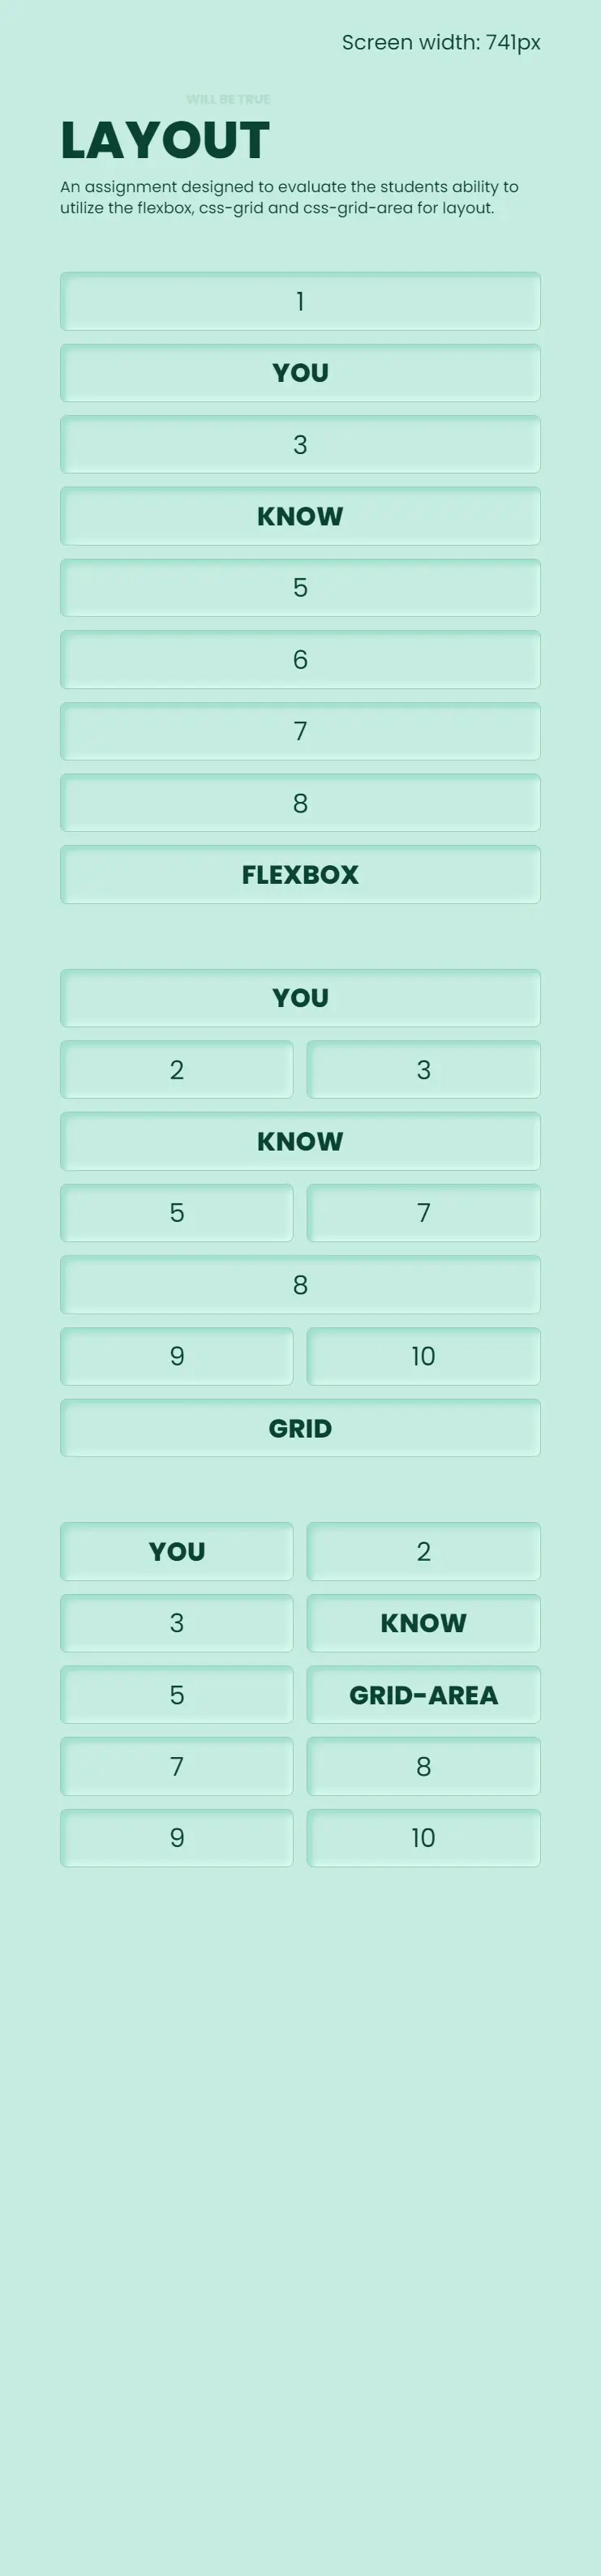 Screen width: 741px
WILL BE TRUE
LAYOUT
An assignment designed to evaluate the students ability to
utilize the flexbox, css-grid and css-grid-area for layout.
1
YOU
3
KNOW
5
6
7
8
FLEXBOX
YOU
2 3
KNOW
5 7
8
9 10
GRID
YOU 2
3 KNOW
5 GRID-AREA
7 8
9 10